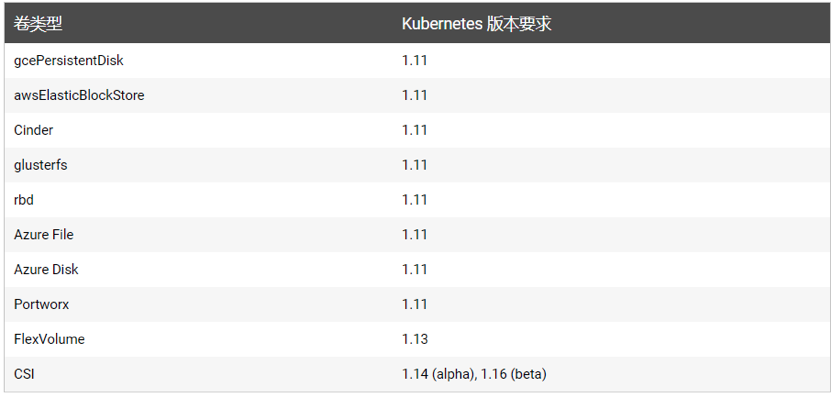 卷类型 Kubernetes 版本要求
gcePersistentDisk 1.11
awsElasticBlockStore 1.11
Cinder 1.11
glusterfs 1.11
rbd 1.11
Azure File 1.11
Azure Disk 1.11
Portworx 1.11
FlexVolume 1.13
CSI 1.14 (alpha), 1.16 (beta)